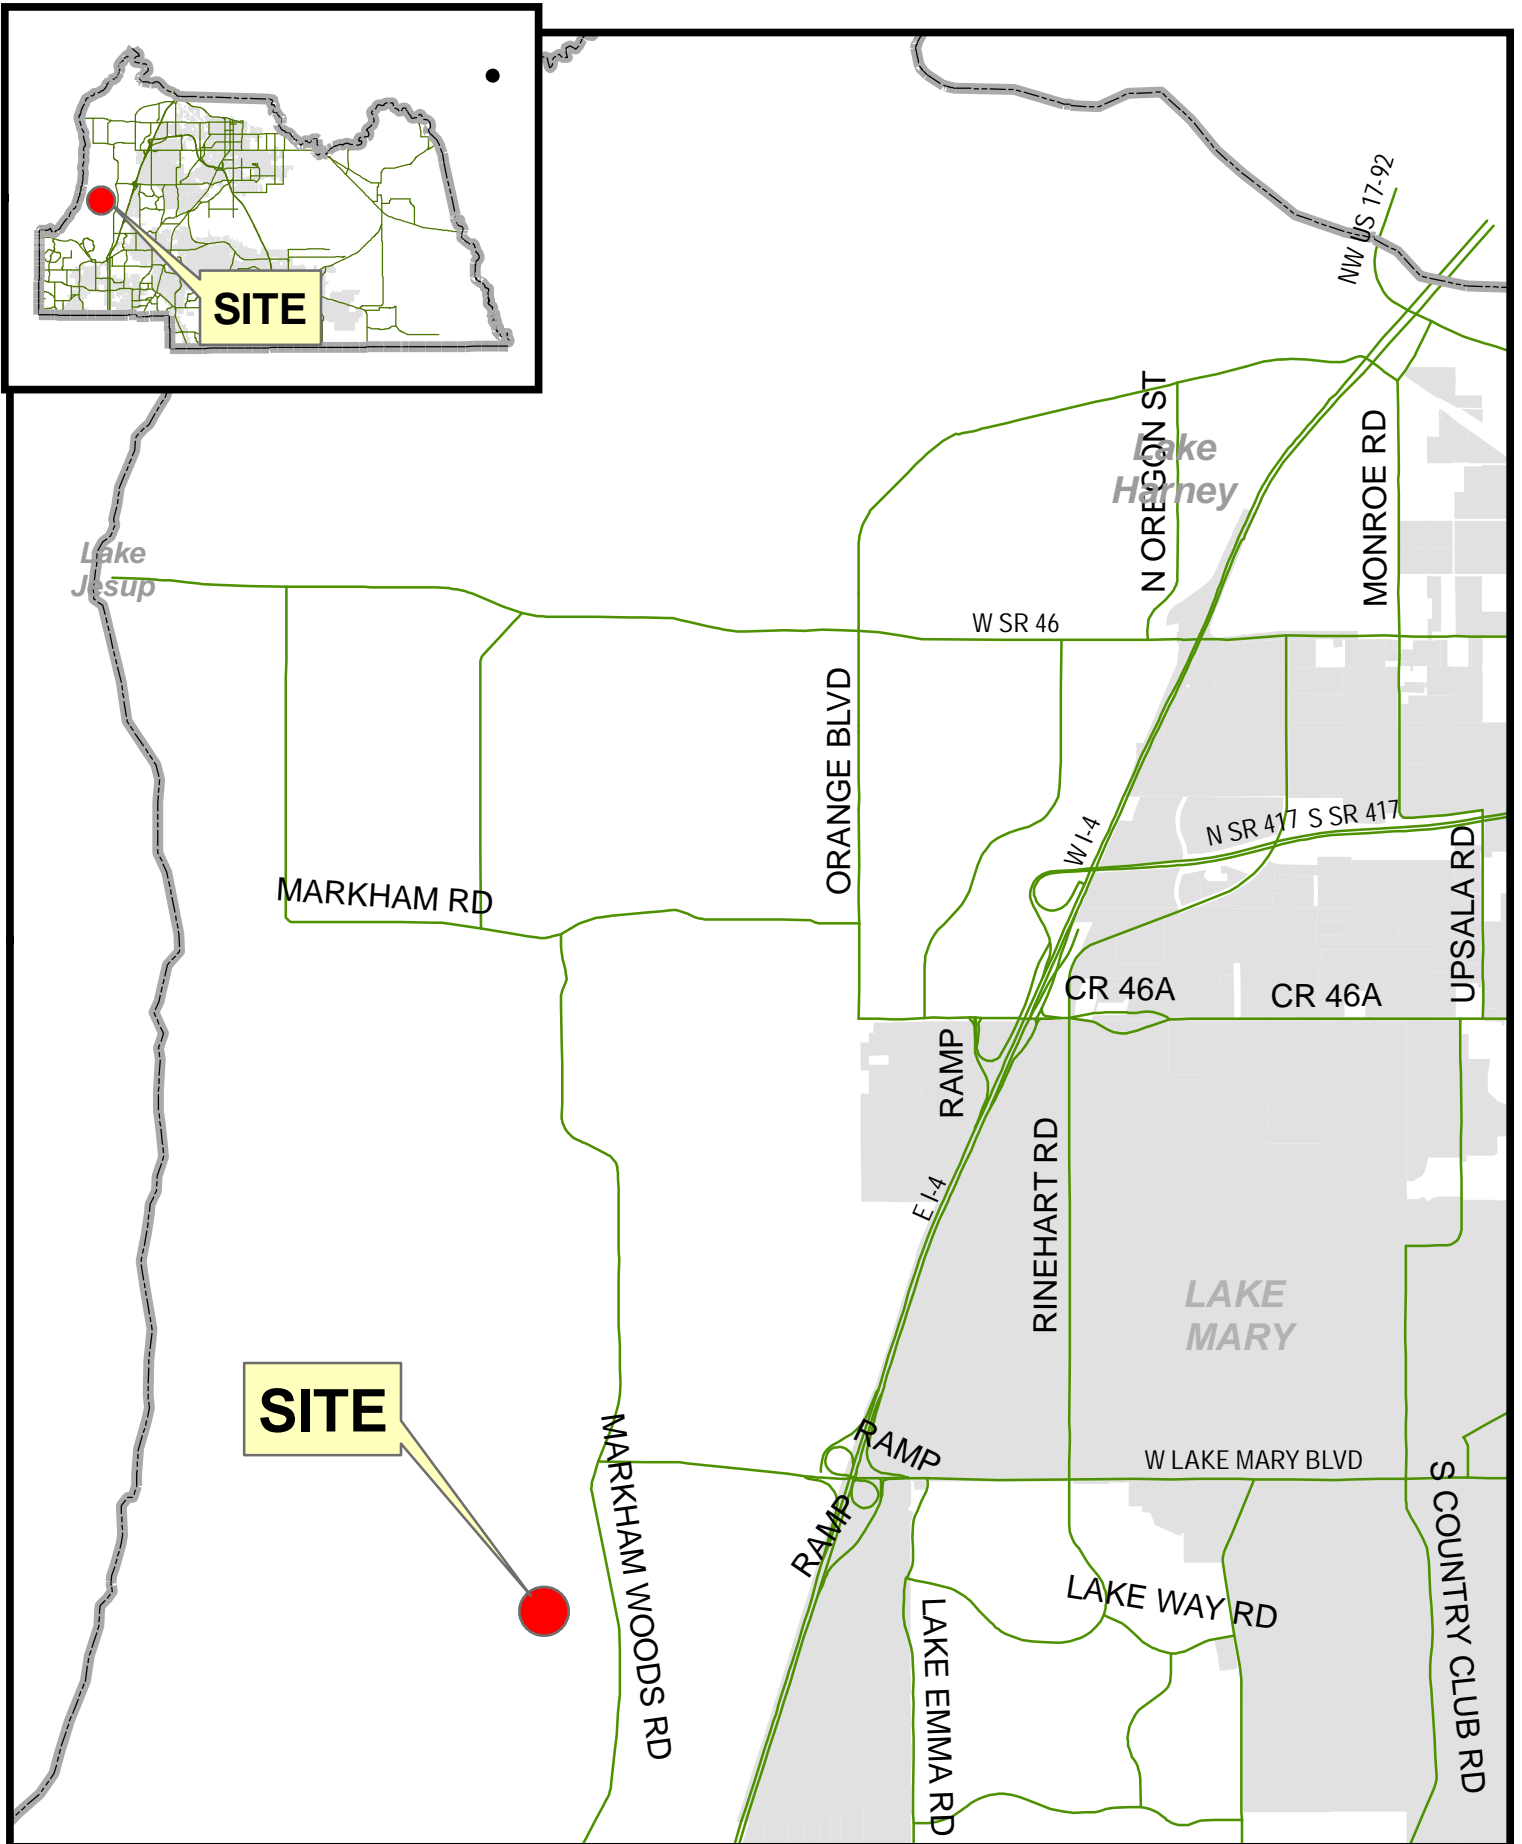 SITE
NW US 17-92
N OREGON ST
Lake
Harney
MONROE RD
Lake
Jesup
W SR 46
ORANGE BLVD
W I-4
N SR 417
S SR 417
UPSALA RD
MARKHAM RD
CR 46A
CR 46A
RAMP
RINEHART RD
E I-4
LAKE
MARY
SITE
MARKHAM WOODS RD
RAMP
W LAKE MARY BLVD
RAMP
S COUNTRY CLUB RD
LAKE WAY RD
LAKE EMMA RD